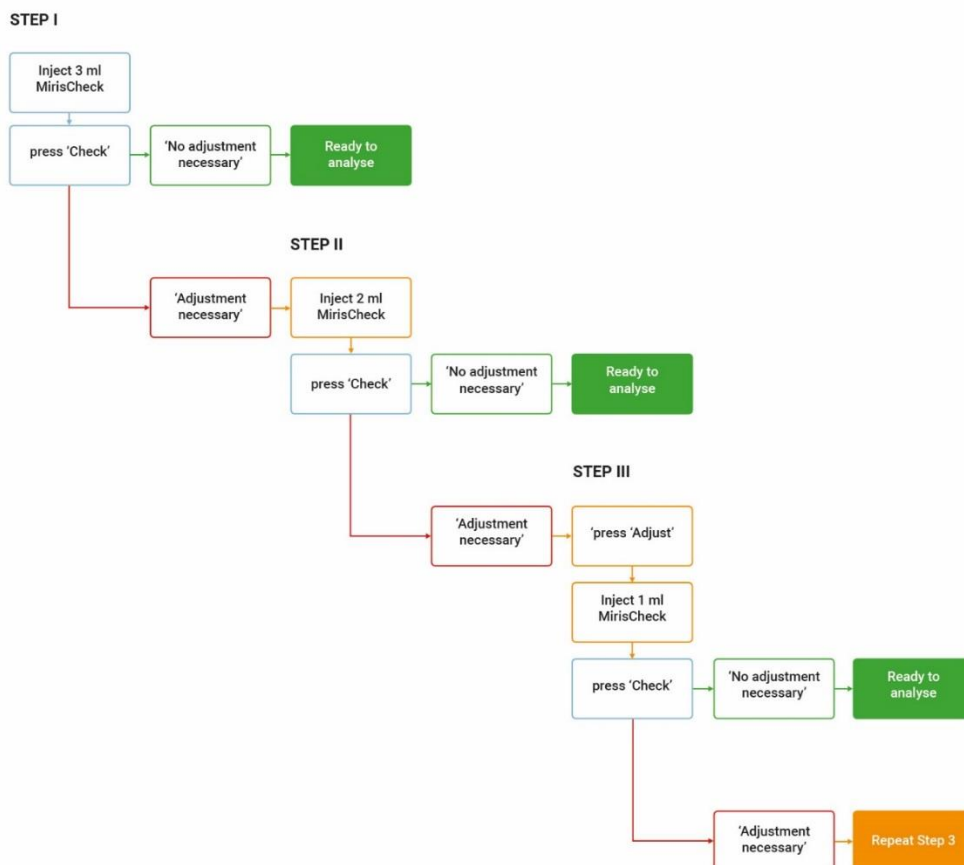 STEP I
Inject 3 ml
MirisCheck
press ‘Check’
‘No adjustment
necessary’
Ready to
analyse
STEP II
‘Adjustment
necessary’
Inject 2 ml
MirisCheck
press ‘Check’
‘No adjustment
necessary’
Ready to
analyse
STEP III
‘Adjustment
necessary’
‘press ‘Adjust’
Inject 1 ml
MirisCheck
press ‘Check’
‘No adjustment
necessary’
Ready to
analyse
‘Adjustment
necessary’
Repeat Step 3